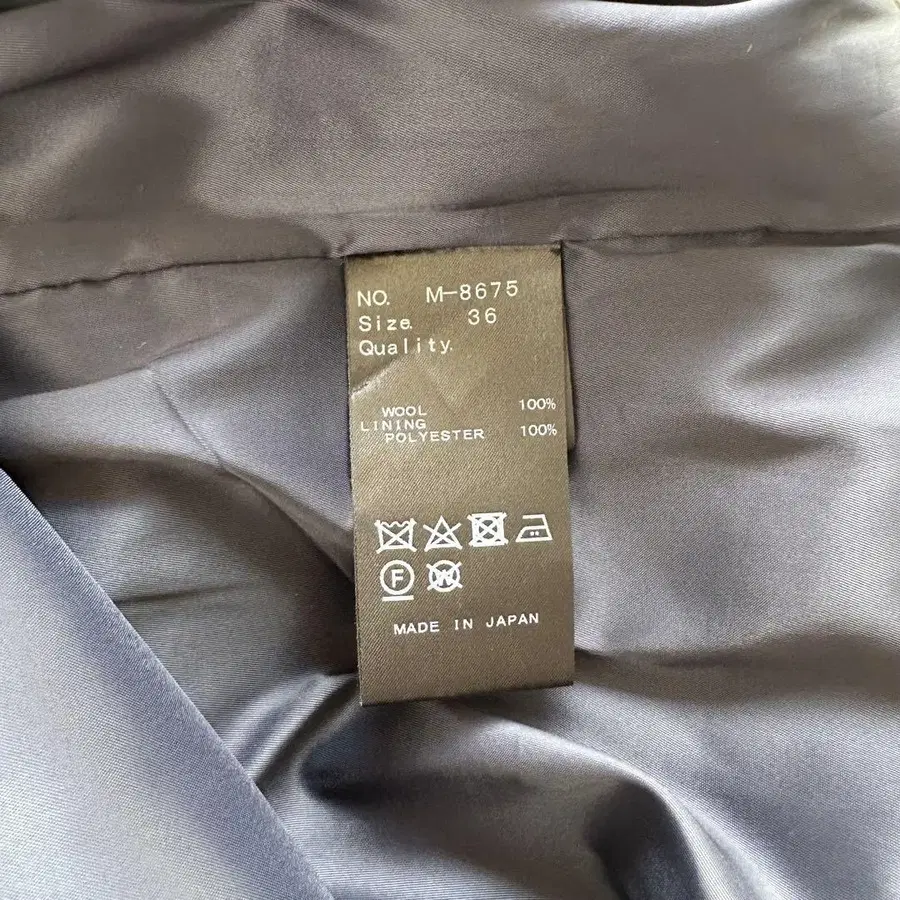 NO. M-8675
Size. 36
Quality.
WOOL 100%
LINING
POLYESTER 100%
F W
MADE IN JAPAN